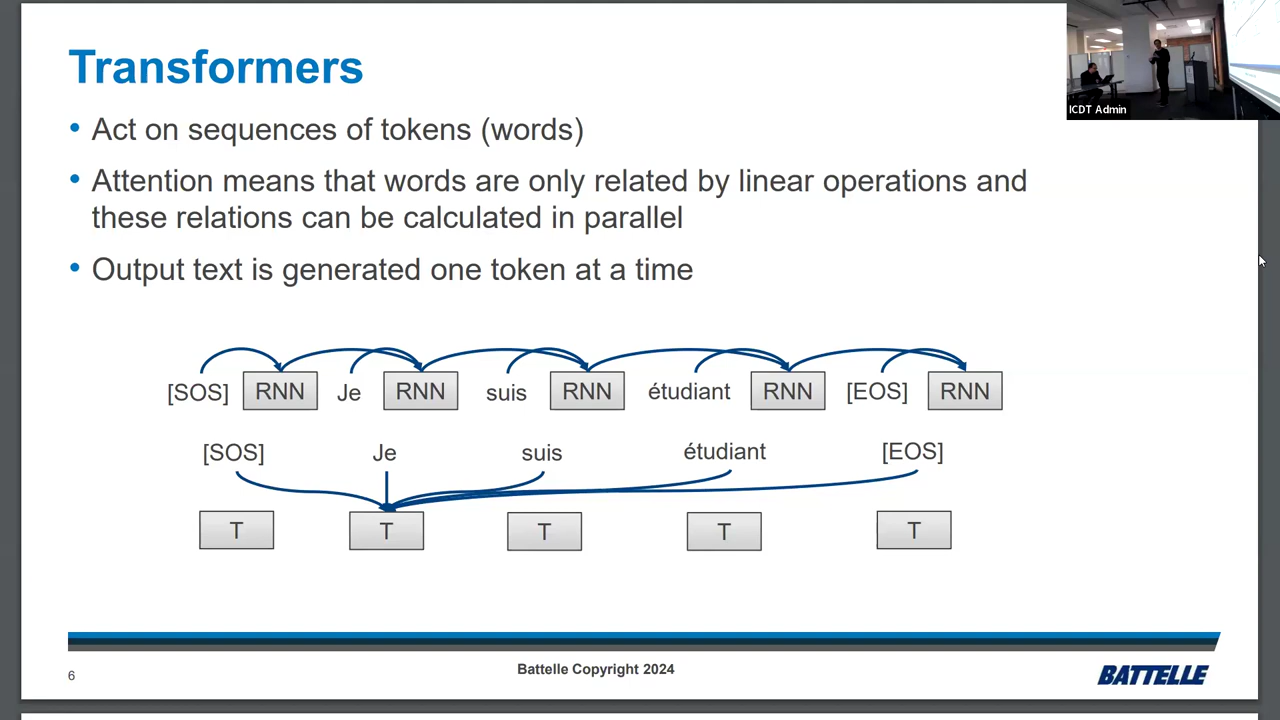 Transformers
ICDT Admin
• Act on sequences of tokens (words)
• Attention means that words are only related by linear operations and
these relations can be calculated in parallel
• Output text is generated one token at a time
[SOS] RNN Je RNN suis RNN étudiant RNN [EOS] RNN
[SOS] Je suis étudiant [EOS]
T T T T T
6 Battelle Copyright 2024 BATTELLE